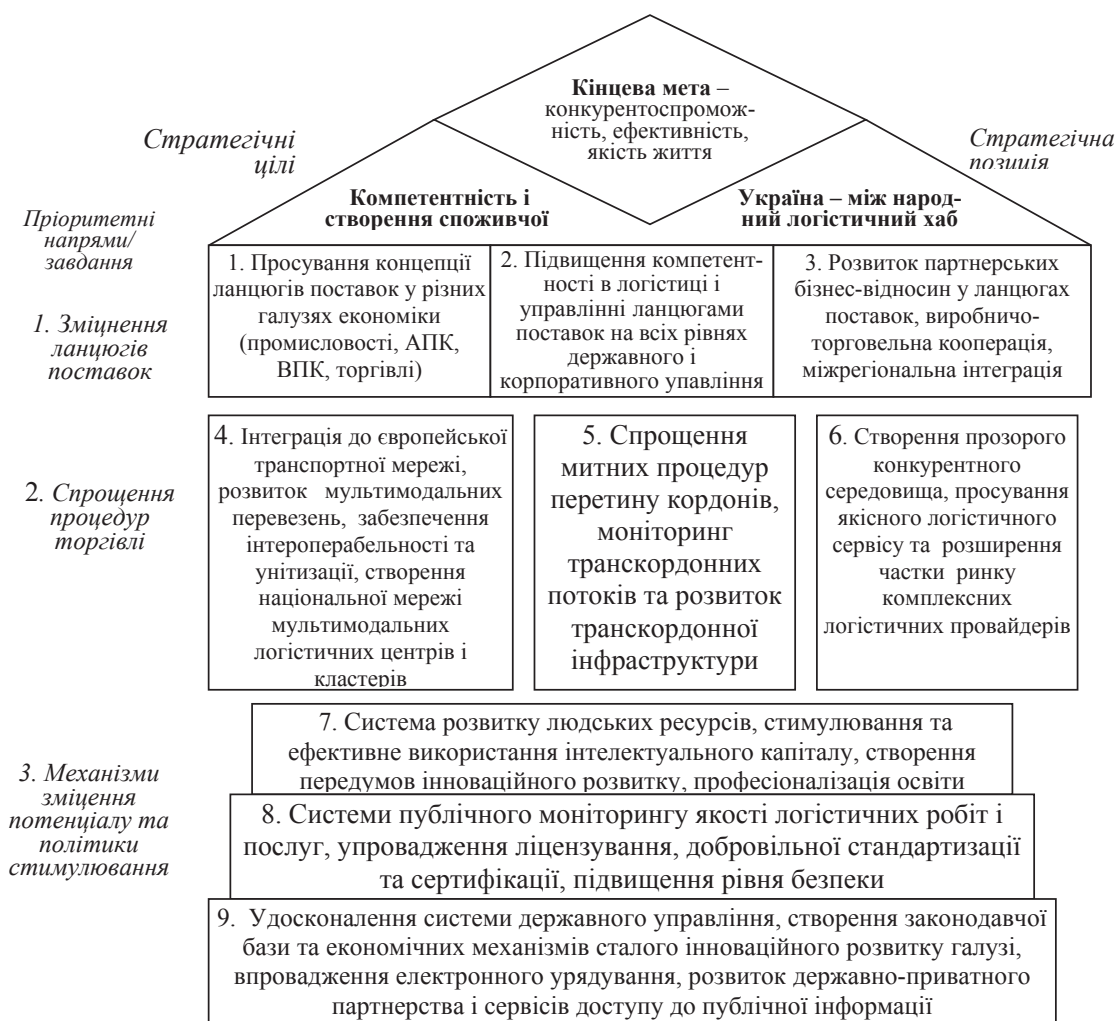 Кінцева мета –
конкурентоспромож-
ність, ефективність,
якість життя
Стратегічні
цілі
Стратегічна
позиція
Компетентність і
створення споживчої
Україна – між народ-
ний логістичний хаб
Пріоритетні
напрями/
завдання
1. Зміцнення
ланцюгів
поставок
1. Просування концепції
ланцюгів поставок у різних
галузях економіки
(промисловості, АПК,
ВПК, торгівлі)
2. Підвищення компетент-
ності в логістиці і
управлінні ланцюгами
поставок на всіх рівнях
державного і
корпоративного упавління
3. Розвиток партнерських
бізнес-відносин у ланцюгах
поставок, виробничо-
торговельна кооперація,
міжрегіональна інтеграція
2. Спрощення
процедур
торгівлі
4. Інтеграція до європейської
транспортної мережі,
розвиток мультимодальних
перевезень, забезпечення
інтероперабельності та
унітизації, створення
національної мережі
мультимодальних
логістичних центрів і
кластерів
5. Спрощення
митних процедур
перетину кордонів,
моніторинг
транскордонних
потоків та розвиток
транскордонної
інфраструктури
6. Створення прозорого
конкурентного
середовища, просування
якісного логістичного
сервісу та розширення
частки ринку
комплексних
логістичних провайдерів
3. Механізми
зміцення
потенціалу та
політики
стимулювання
7. Система розвитку людських ресурсів, стимулювання та
ефективне використання інтелектуального капіталу, створення
передумов інноваційного розвитку, професіоналізація освіти
8. Системи публічного моніторингу якості логістичних робіт і
послуг, упровадження ліцензування, добровільної стандартизації
та сертифікації, підвищення рівня безпеки
9. Удосконалення системи державного управління, створення законодавчої
бази та економічних механізмів сталого інноваційного розвитку галузі,
впровадження електронного урядування, розвиток державно-приватного
партнерства і сервісів доступу до публічної інформації